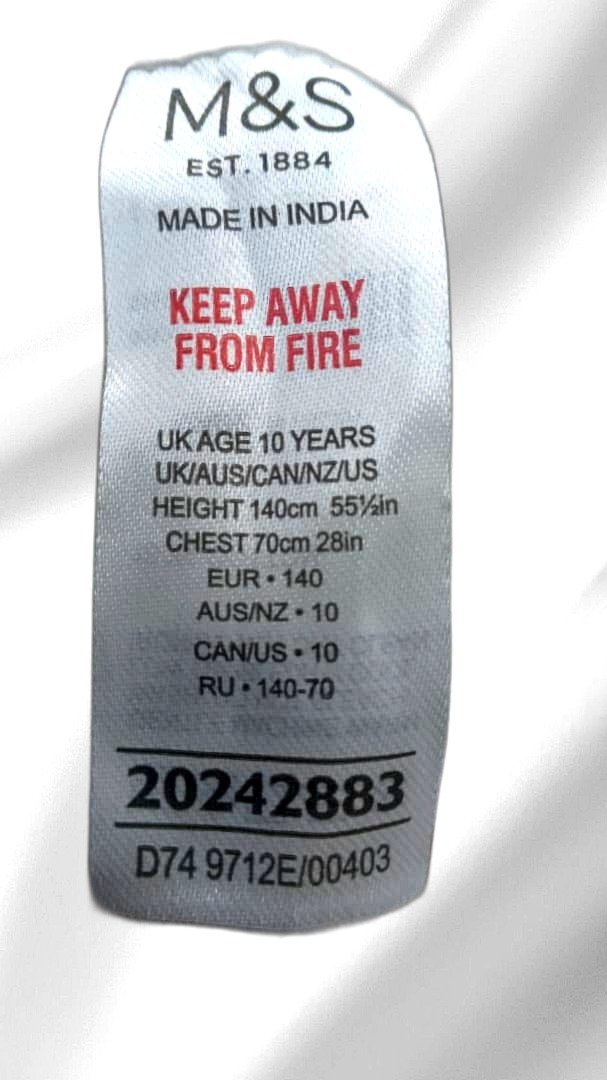 M&S
EST. 1884
MADE IN INDIA
KEEP AWAY
FROM FIRE
UK AGE 10 YEARS
UK/AUS/CAN/NZ/US
HEIGHT 140cm 55½in
CHEST 70cm 28in
EUR • 140
AUS/NZ • 10
CAN/US • 10
RU • 140-70
20242883
D74 9712E/00403